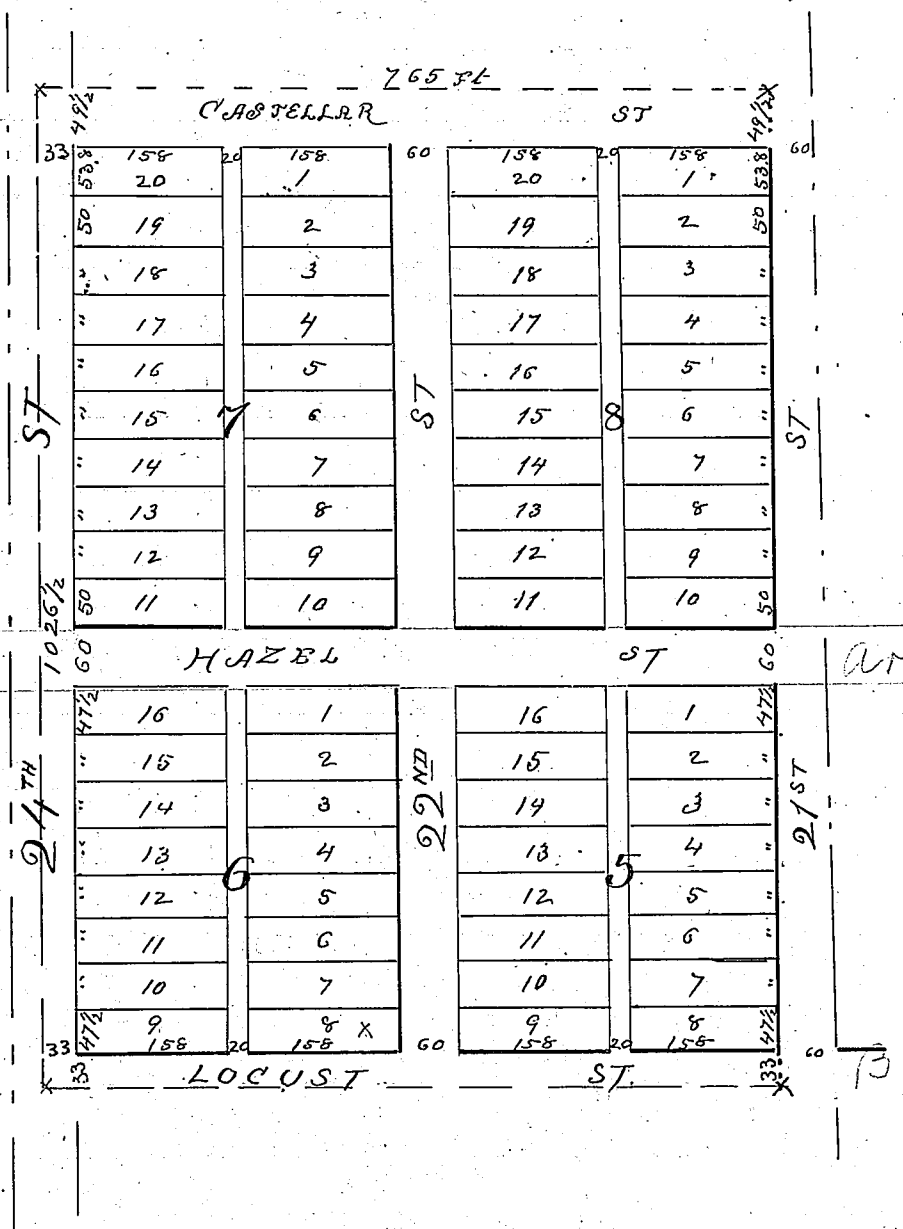 765 Ft
CASTELLAR ST
49½ 49½
33 158 20 158 60 158 20 158 60
53.8 20 1 20 1 53.8
50 19 2 19 2 50
" 18 3 18 3 "
" 17 4 17 4 "
" 16 5 16 5 "
ST " 15 7 6 ST 15 8 6 " ST
" 14 7 14 7 "
" 13 8 13 8 "
" 12 9 12 9 "
50 11 10 11 10 50
1026½
60 HAZEL ST 60
47½ 16 1 16 1 47½
" 15 2 15 2 "
24TH " 14 3 22ND 14 3 " 21ST
" 13 4 13 4 "
6 5
" 12 5 12 5 "
" 11 6 11 6 "
" 10 7 10 7 "
47½ 9 8 X 9 8 47½
33 158 20 158 60 158 20 158 60
33 LOCUST ST. 33